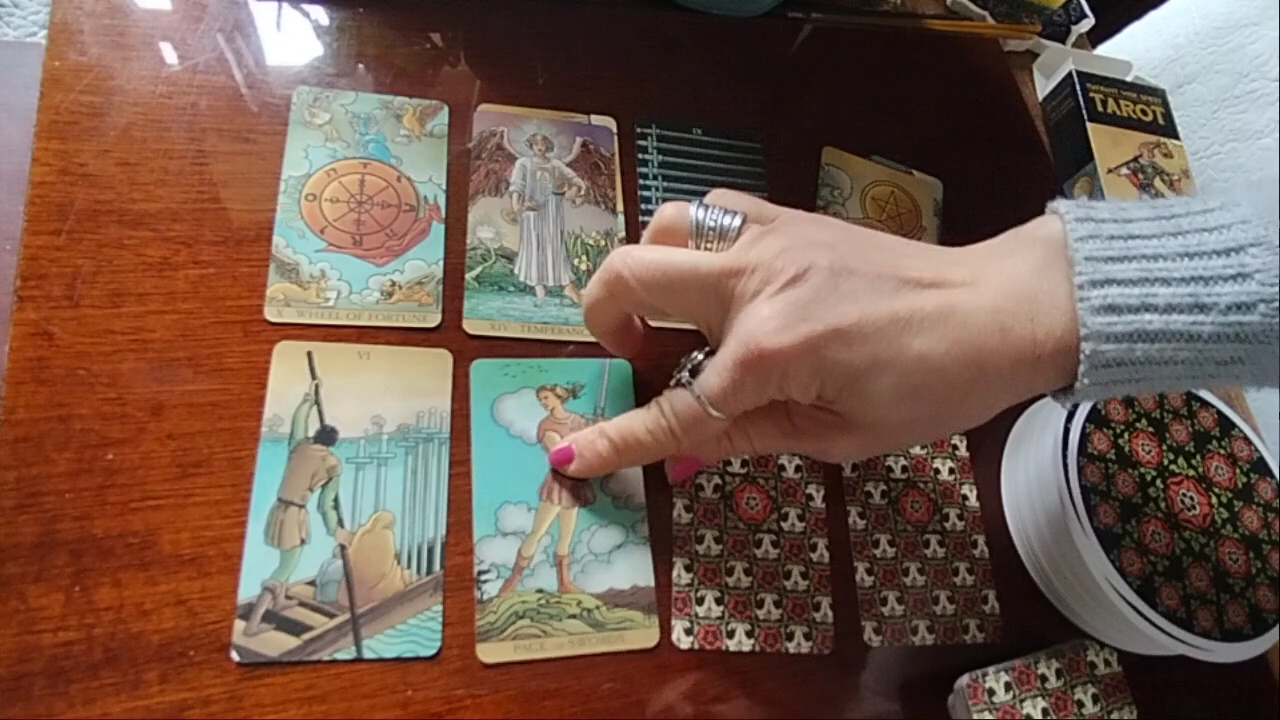 X WHEEL OF FORTUNE
XIV TEMPERANC
IX
TAROT
VI
PAGE OF SWORDS